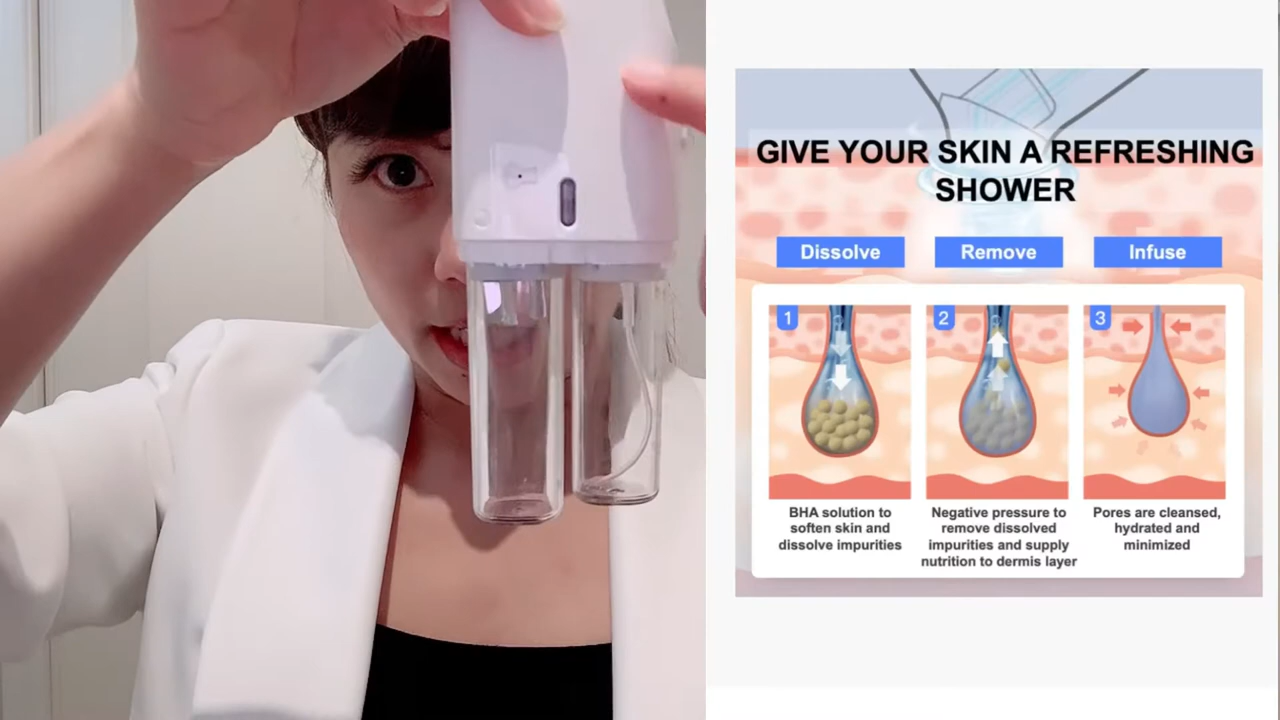 GIVE YOUR SKIN A REFRESHING
SHOWER
Dissolve
Remove
Infuse
1
2
3
BHA solution to
soften skin and
dissolve impurities
Negative pressure to
remove dissolved
impurities and supply
nutrition to dermis layer
Pores are cleansed,
hydrated and
minimized